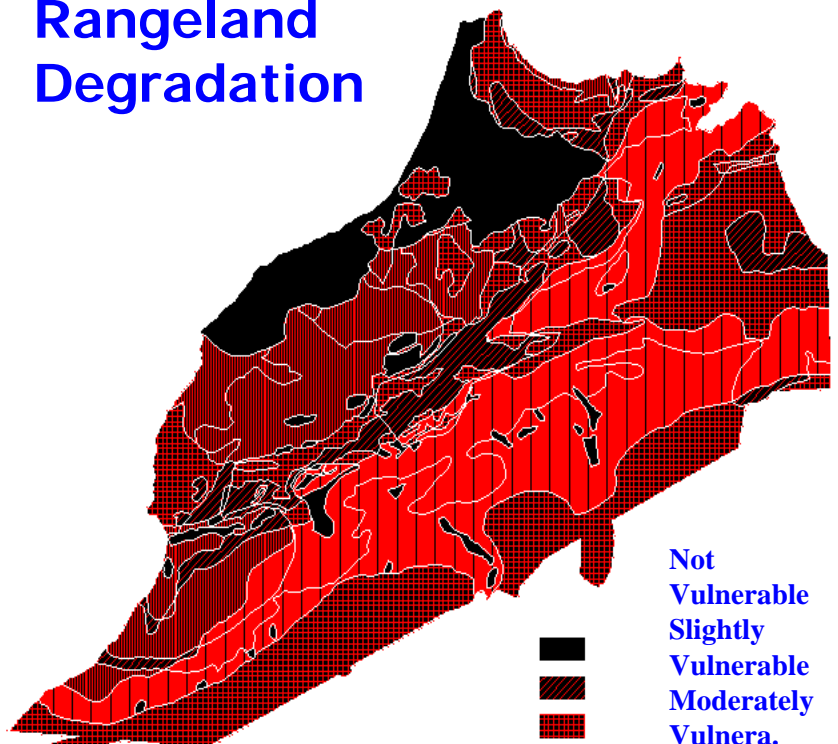 Rangeland
Degradation
Not
Vulnerable
Slightly
Vulnerable
Moderately
Vulnera.